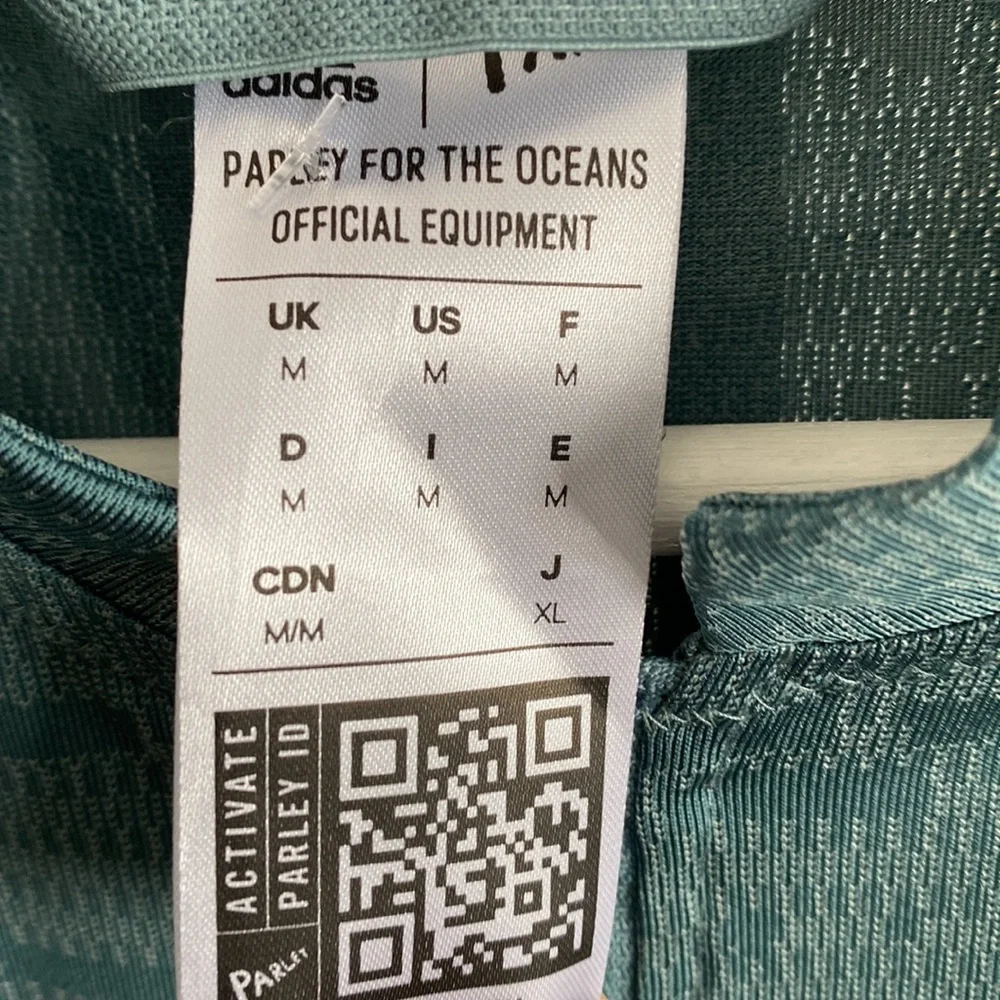 adidas
PARLEY FOR THE OCEANS
OFFICIAL EQUIPMENT
UK US F
M M M
D I E
M M M
CDN J
M/M XL
ACTIVATE
PARLEY ID
PARLEY